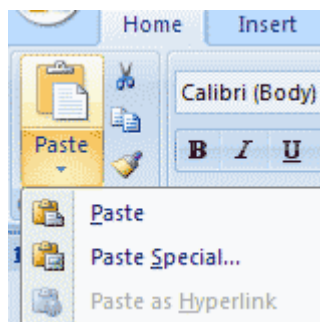 Home Insert
Calibri (Body)
Paste
B I U
Paste
Paste Special...
Paste as Hyperlink